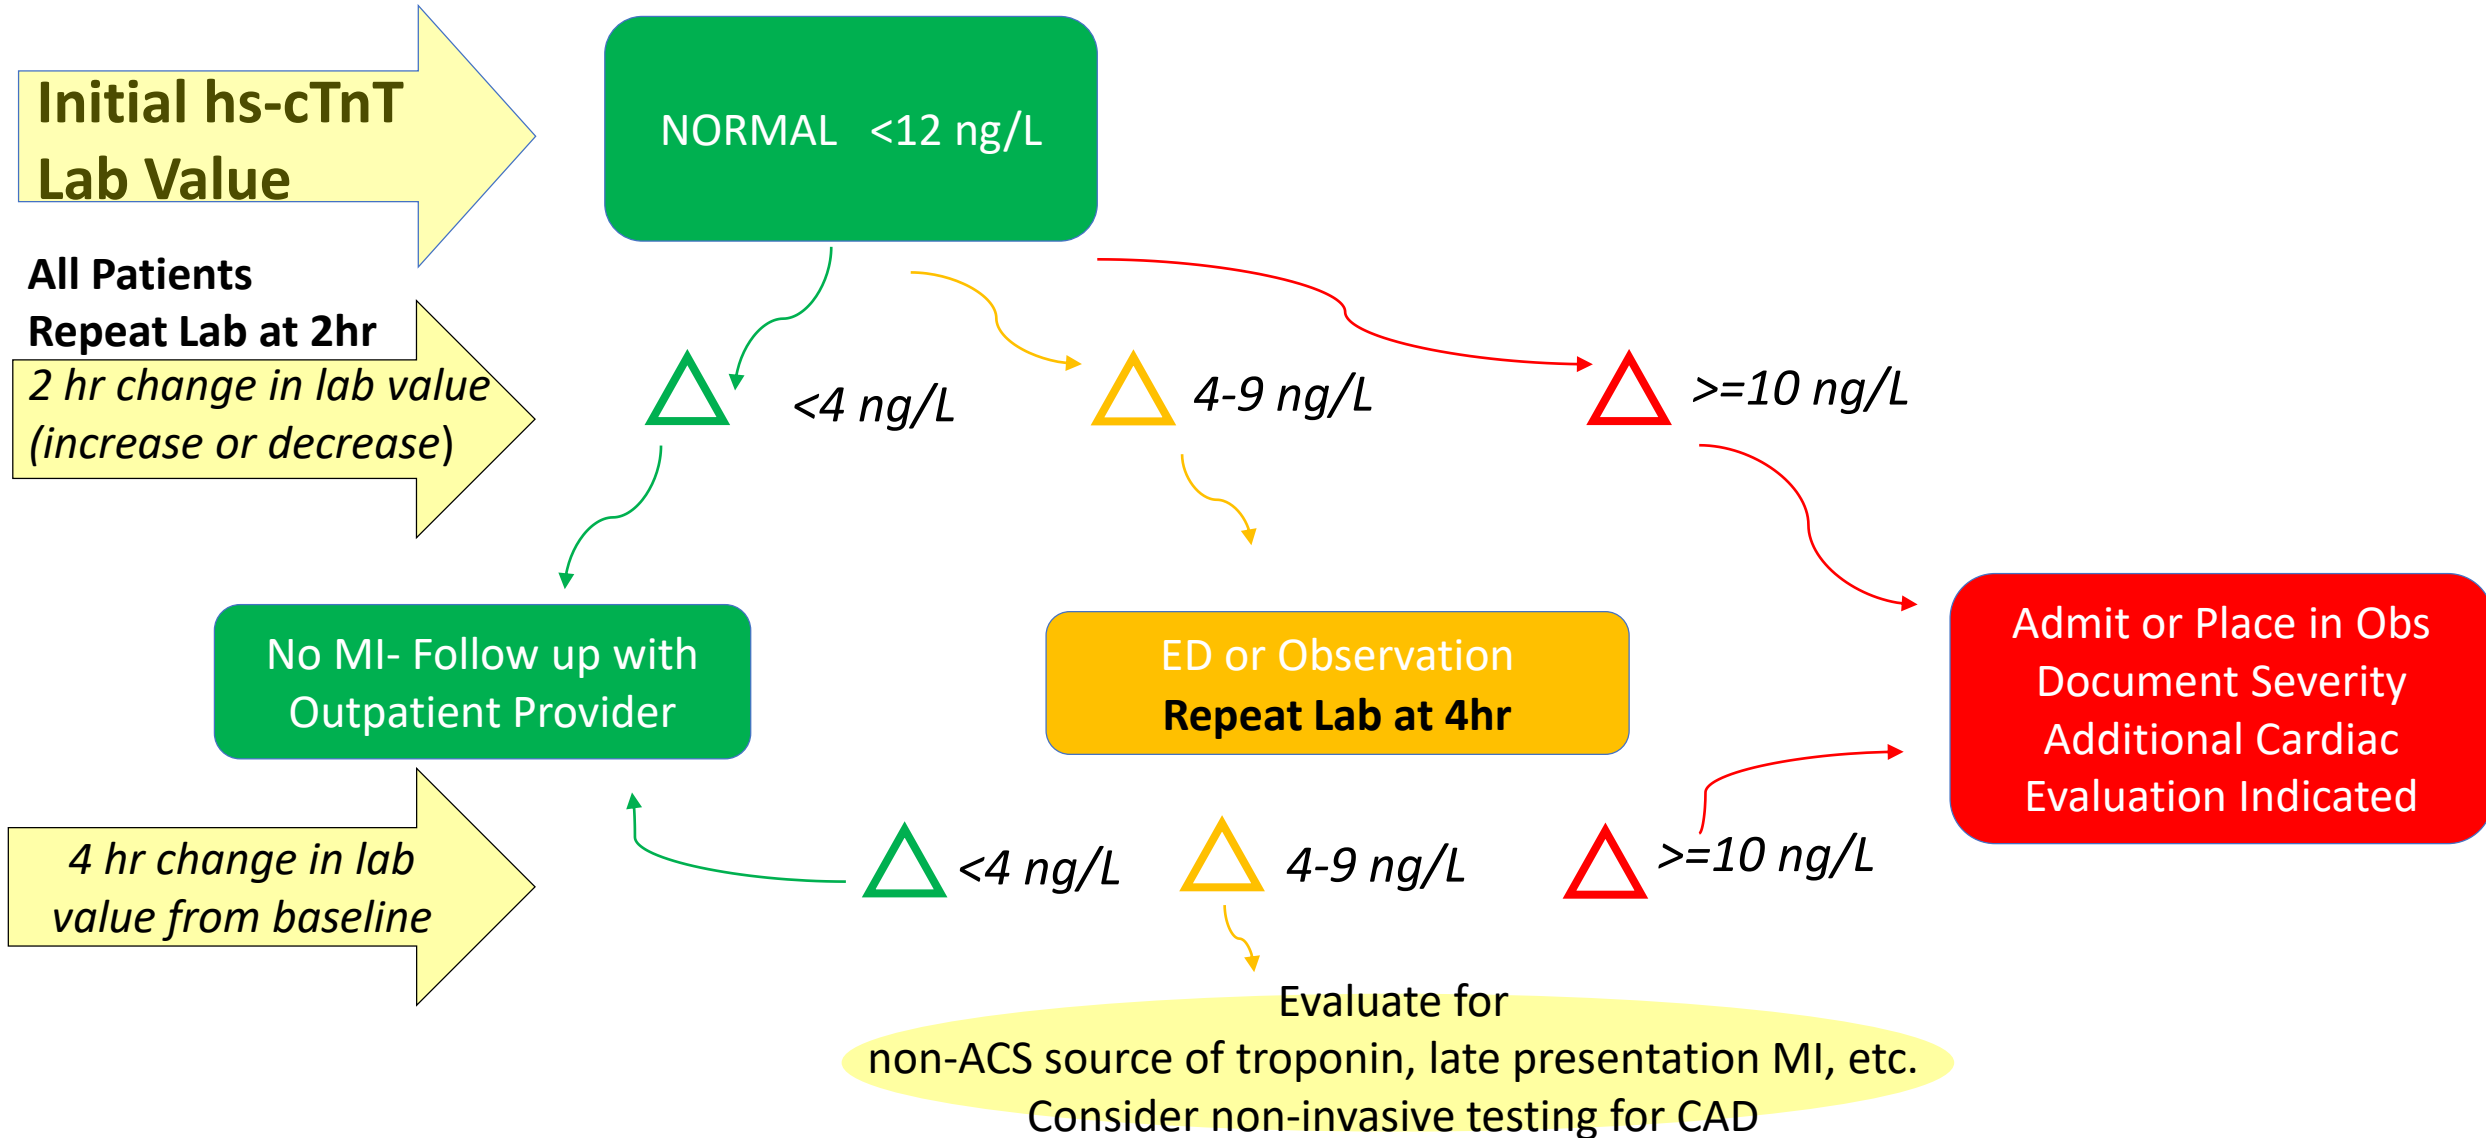 Initial hs-cTnT
Lab Value
NORMAL   <12 ng/L
All Patients
Repeat Lab at 2hr
2 hr change in lab value
(increase or decrease)
<4 ng/L
4-9 ng/L
>=10 ng/L
No MI- Follow up with
Outpatient Provider
ED or Observation
Repeat Lab at 4hr
Admit or Place in Obs
Document Severity
Additional Cardiac
Evaluation Indicated
4 hr change in lab
value from baseline
<4 ng/L
4-9 ng/L
>=10 ng/L
Evaluate for
non-ACS source of troponin, late presentation MI, etc.
Consider non-invasive testing for CAD